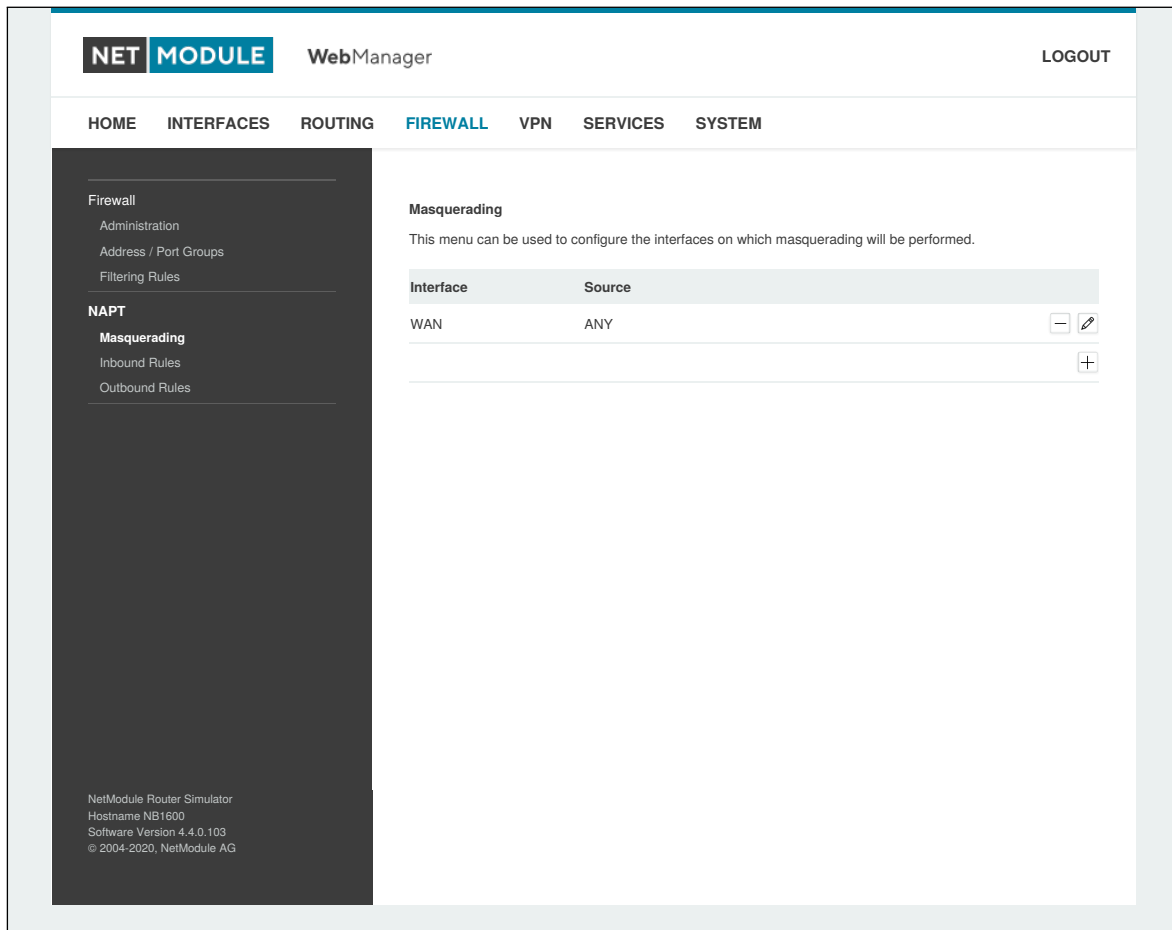 NET MODULE WebManager LOGOUT
HOME INTERFACES ROUTING FIREWALL VPN SERVICES SYSTEM
Firewall
Administration
Address / Port Groups
Filtering Rules
NAPT
Masquerading
Inbound Rules
Outbound Rules
Masquerading
This menu can be used to configure the interfaces on which masquerading will be performed.
Interface Source
WAN ANY
NetModule Router Simulator
Hostname NB1600
Software Version 4.4.0.103
© 2004-2020, NetModule AG